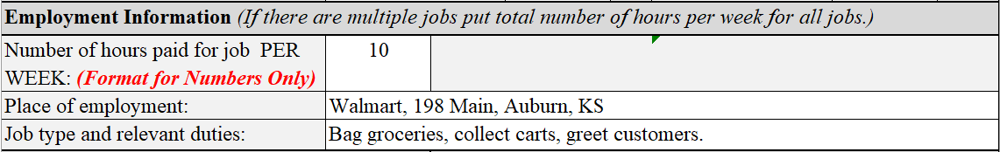 Employment Information (If there are multiple jobs put total number of hours per week for all jobs.)
Number of hours paid for job  PER
WEEK: (Format for Numbers Only)
10
Place of employment:
Walmart, 198 Main, Auburn, KS
Job type and relevant duties:
Bag groceries, collect carts, greet customers.